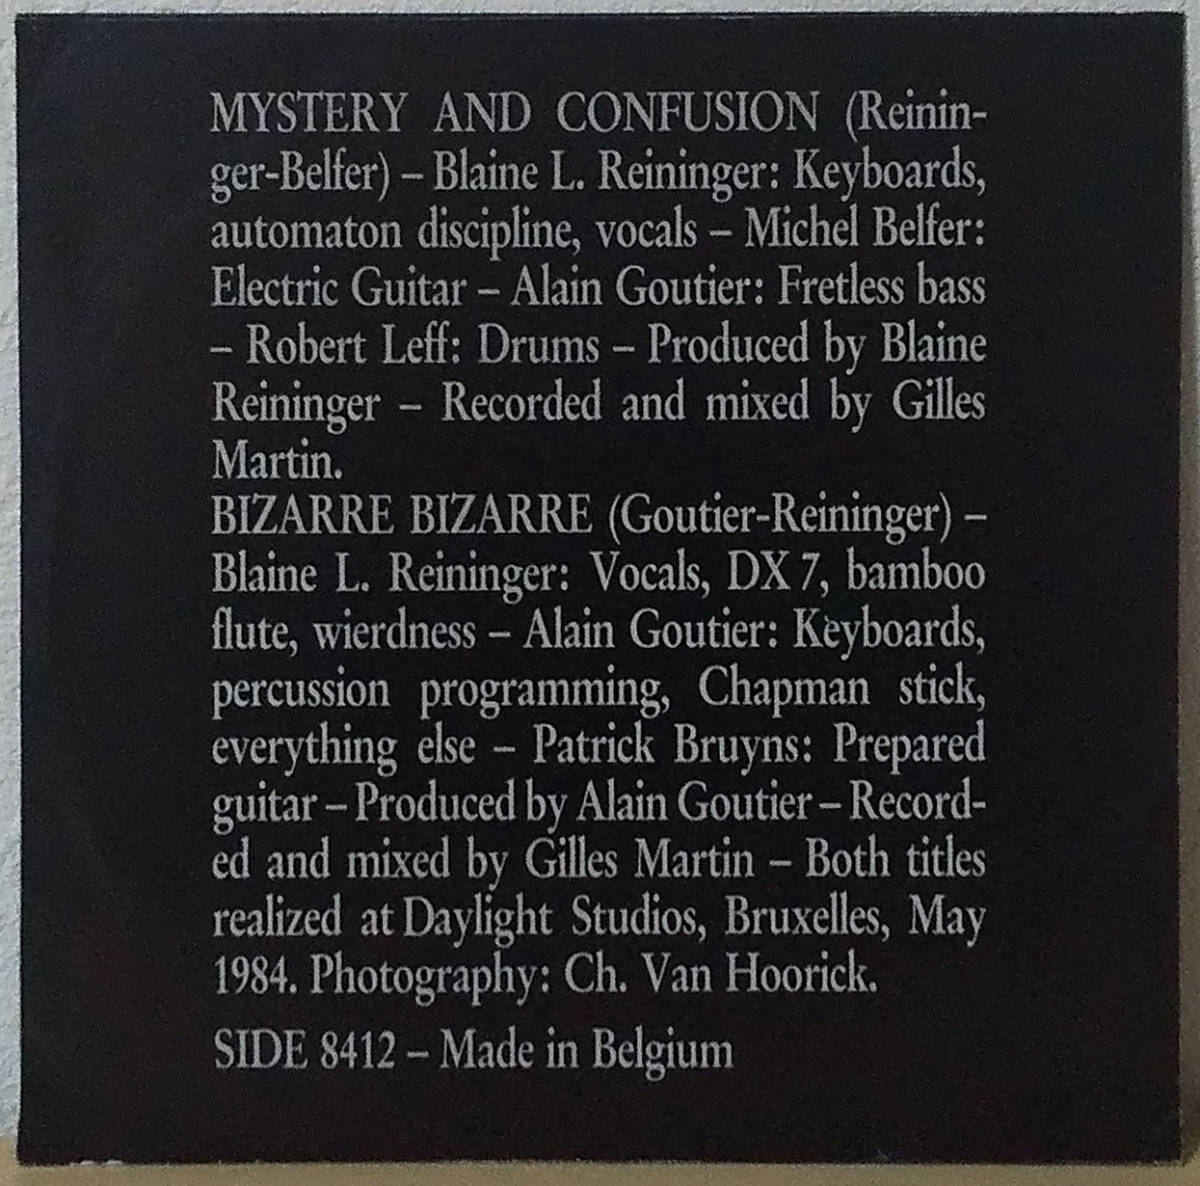 MYSTERY AND CONFUSION (Reinin-
ger-Belfer) – Blaine L. Reininger: Keyboards,
automaton discipline, vocals – Michel Belfer:
Electric Guitar – Alain Goutier: Fretless bass
– Robert Leff: Drums – Produced by Blaine
Reininger – Recorded and mixed by Gilles
Martin.
BIZARRE BIZARRE (Goutier-Reininger) –
Blaine L. Reininger: Vocals, DX 7, bamboo
flute, wierdness – Alain Goutier: Keyboards,
percussion programming, Chapman stick,
everything else – Patrick Bruyns: Prepared
guitar – Produced by Alain Goutier – Record-
ed and mixed by Gilles Martin – Both titles
realized at Daylight Studios, Bruxelles, May
1984. Photography: Ch. Van Hoorick.
SIDE 8412 – Made in Belgium